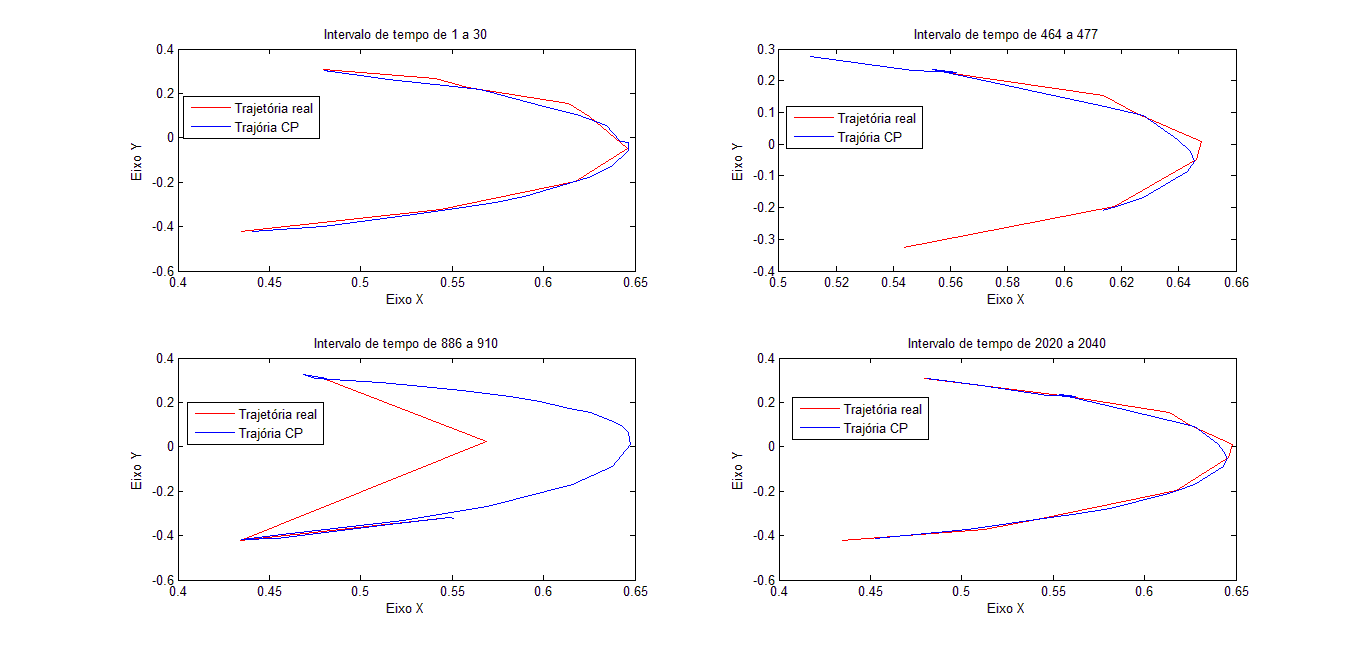 Intervalo de tempo de 1 a 30
0.4
0.2
0
-0.2
-0.4
-0.6
Eixo Y
Trajetória real
Trajória CP
0.4
0.45
0.5
0.55
0.6
0.65
Eixo X
Intervalo de tempo de 464 a 477
0.3
0.2
0.1
0
-0.1
-0.2
-0.3
-0.4
Eixo Y
Trajetória real
Trajória CP
0.5
0.52
0.54
0.56
0.58
0.6
0.62
0.64
0.66
Eixo X
Intervalo de tempo de 886 a 910
0.4
0.2
0
-0.2
-0.4
-0.6
Eixo Y
Trajetória real
Trajória CP
0.4
0.45
0.5
0.55
0.6
0.65
Eixo X
Intervalo de tempo de 2020 a 2040
0.4
0.2
0
-0.2
-0.4
-0.6
Eixo Y
Trajetória real
Trajória CP
0.4
0.45
0.5
0.55
0.6
0.65
Eixo X